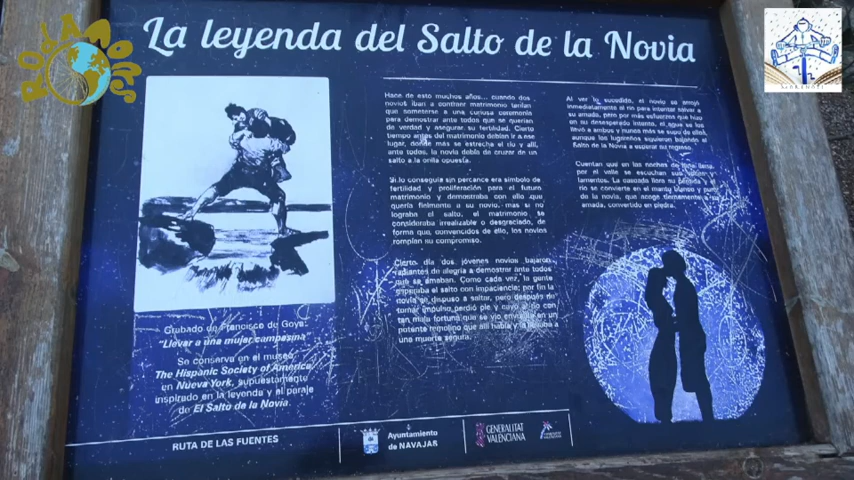 RODAMONS
La leyenda del Salto de la Novia
Hace de esto muchos años... cuando dos
novios iban a contraer matrimonio tenían
que someterse a una curiosa ceremonia
para demostrar ante todos que se querían
de verdad y asegurar su fertilidad. Cierto
tiempo antes del matrimonio debían ir a ese
lugar, donde más se estrecha el río y allí,
ante todos, la novia debía de cruzar de un
salto a la orilla opuesta.
Si lo conseguía sin percance era símbolo de
fertilidad y proliferación para el futuro
matrimonio y demostraba con ello que
quería fielmente a su novio, mas si no
lograba el salto, el matrimonio se
consideraba irrealizable o desgraciado, de
forma que, convencidos de ello, los novios
rompían su compromiso.
Cierto día dos jóvenes novios bajaron
radiantes de alegría a demostrar ante todos
que se amaban. Como cada vez, la gente
esperaba el salto con impaciencia; por fin la
novia se dispuso a saltar, pero después de
tomar impulso perdió pie y cayó al río con
tan mala fortuna que se vio envuelta en un
potente remolino que allí había y la llevaba a
una muerte segura.
Al ver lo sucedido, el novio se arrojó
inmediatamente al río para intentar salvar a
su amada, pero por más esfuerzos que hizo
en su desesperado intento, el agua se los
llevó a ambos y nunca más se supo de ellos,
aunque los lugareños siguieron bajando al
Salto de la Novia a esperar su regreso.
Cuentan que en las noches de luna llena
por el valle se escuchan sus
lamentos. La cascada llora su pérdida y el
río se convierte en el manto blanco y puro
de la novia, que acoge tiernamente a su
amada, convertido en piedra.
Grabado de Francisco de Goya:
"Llevar a una mujer campesina"
Se conserva en el museo
The Hispanic Society of America,
en Nueva York, supuestamente
inspirado en la leyenda y el paraje
de El Salto de la Novia.
RUTA DE LAS FUENTES
Ayuntamiento
de NAVAJAR
GENERALITAT
VALENCIANA